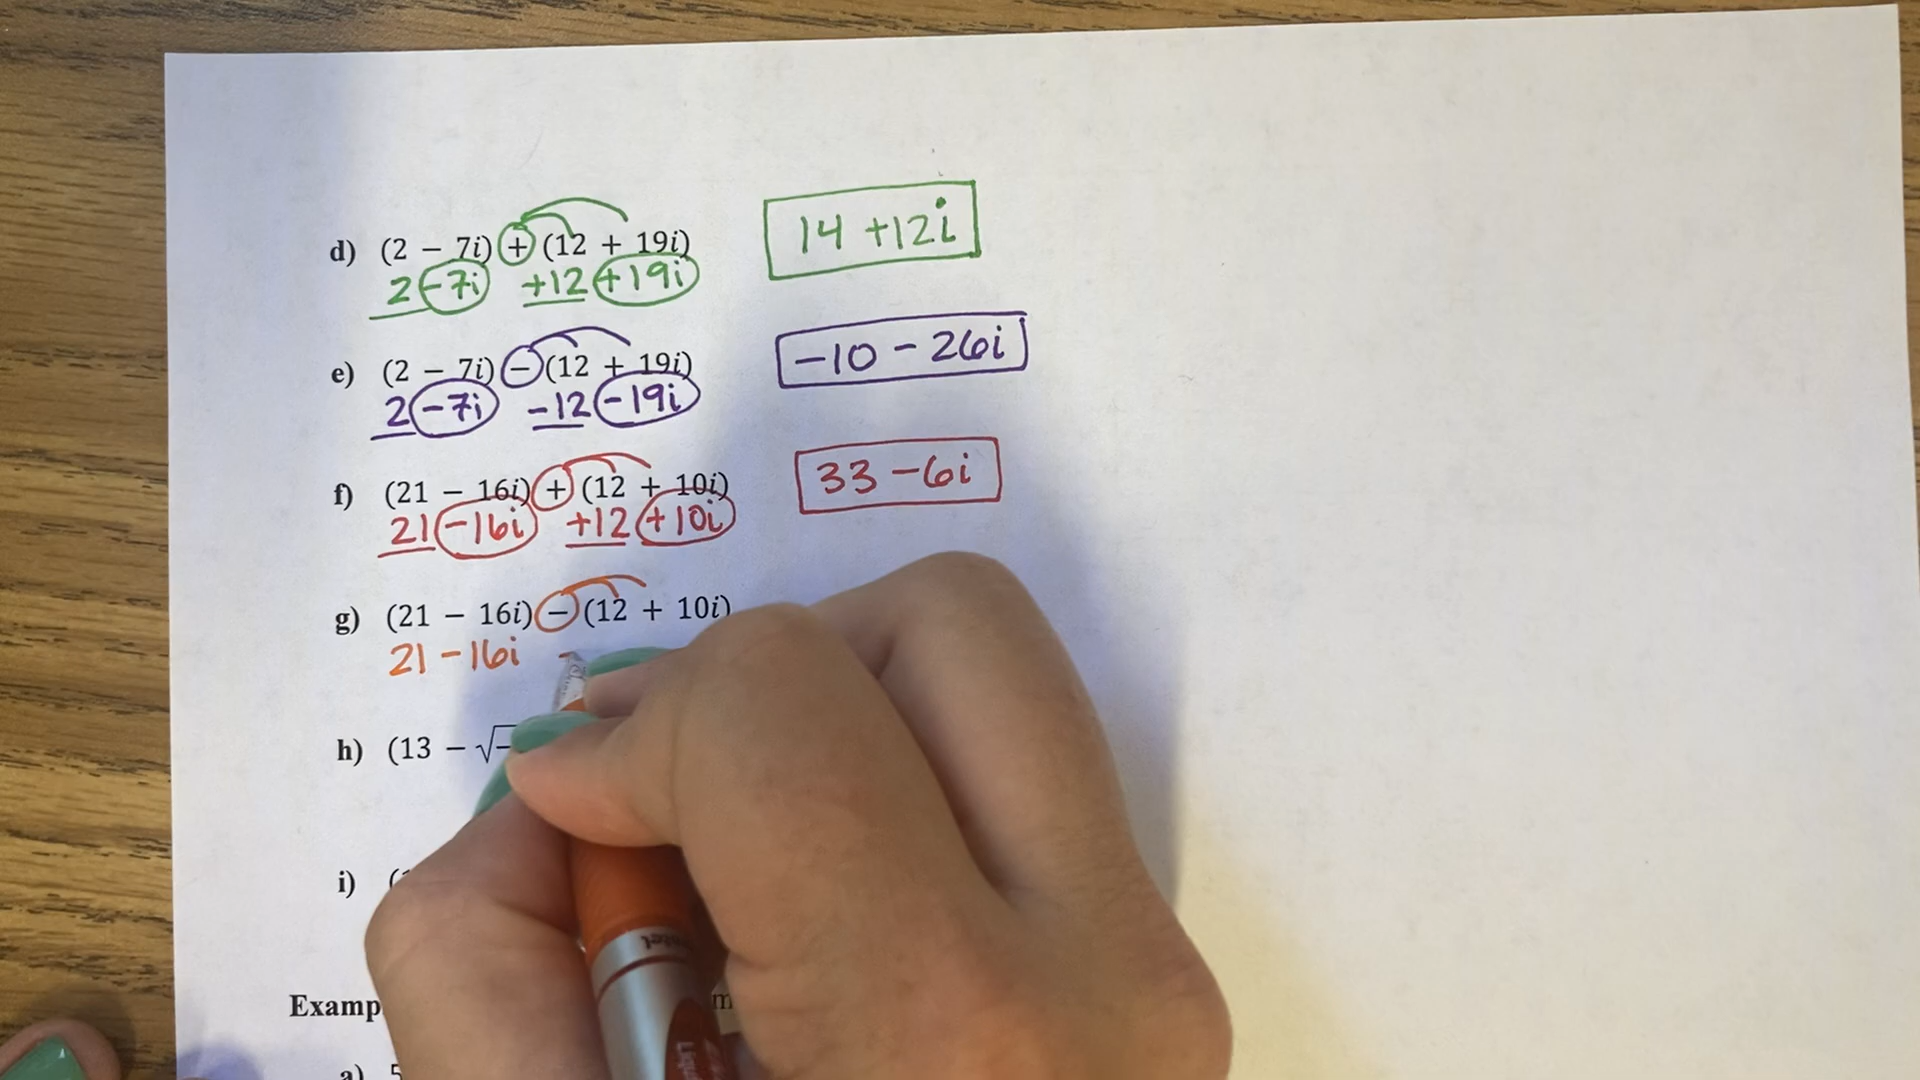 d) (2 − 7i) + (12 + 19i) 14 +12i
2 -7i +12 +19i
e) (2 − 7i) − (12 + 19i) -10 - 26i
2 -7i -12 -19i
f) (21 − 16i) + (12 + 10i) 33 -6i
21 -16i +12 +10i
g) (21 − 16i) − (12 + 10i)
21 -16i -
h) (13 − √−
i) (
a) 5